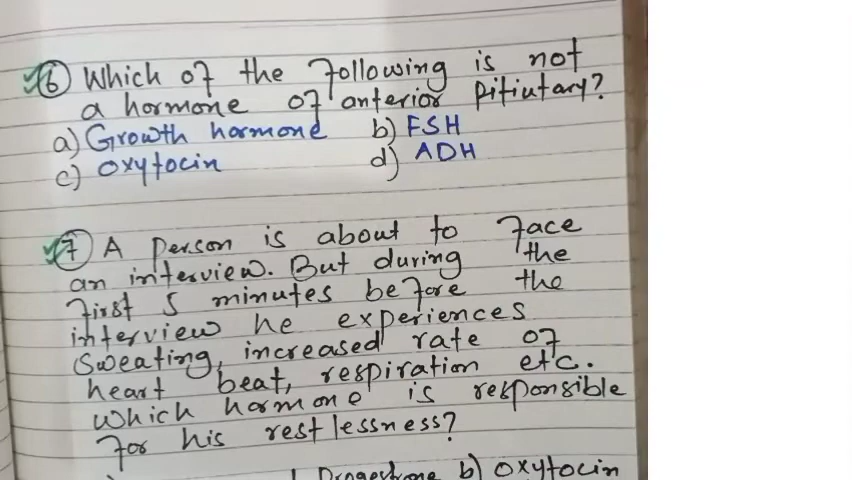 6 Which of the following is not
a hormone of anterior Pitiutary?
a) Growth hormone b) FSH
c) Oxytocin d) ADH
7 A person is about to face
an interview. But during the
first 5 minutes before the
interview he experiences
sweating, increased rate of
heart beat, respiration etc.
which hormone is responsible
for his restlessness?
b) oxytocin